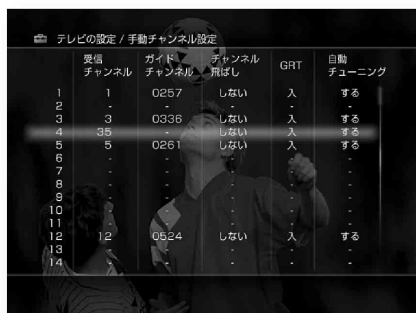 テレビの設定 / 手動チャンネル設定
受信チャンネル ガイドチャンネル チャンネル飛ばし GRT 自動チューニング
1 1 0257 しない 入 する
2 - - - - -
3 3 0336 しない 入 する
4 35 - しない 入 する
5 5 0261 しない 入 する
6 - - - - -
7 - - - - -
8 - - - - -
9 - - - - -
10 - - - - -
11 - - - - -
12 12 0524 しない 入 する
13 - - - - -
14 - - - - -